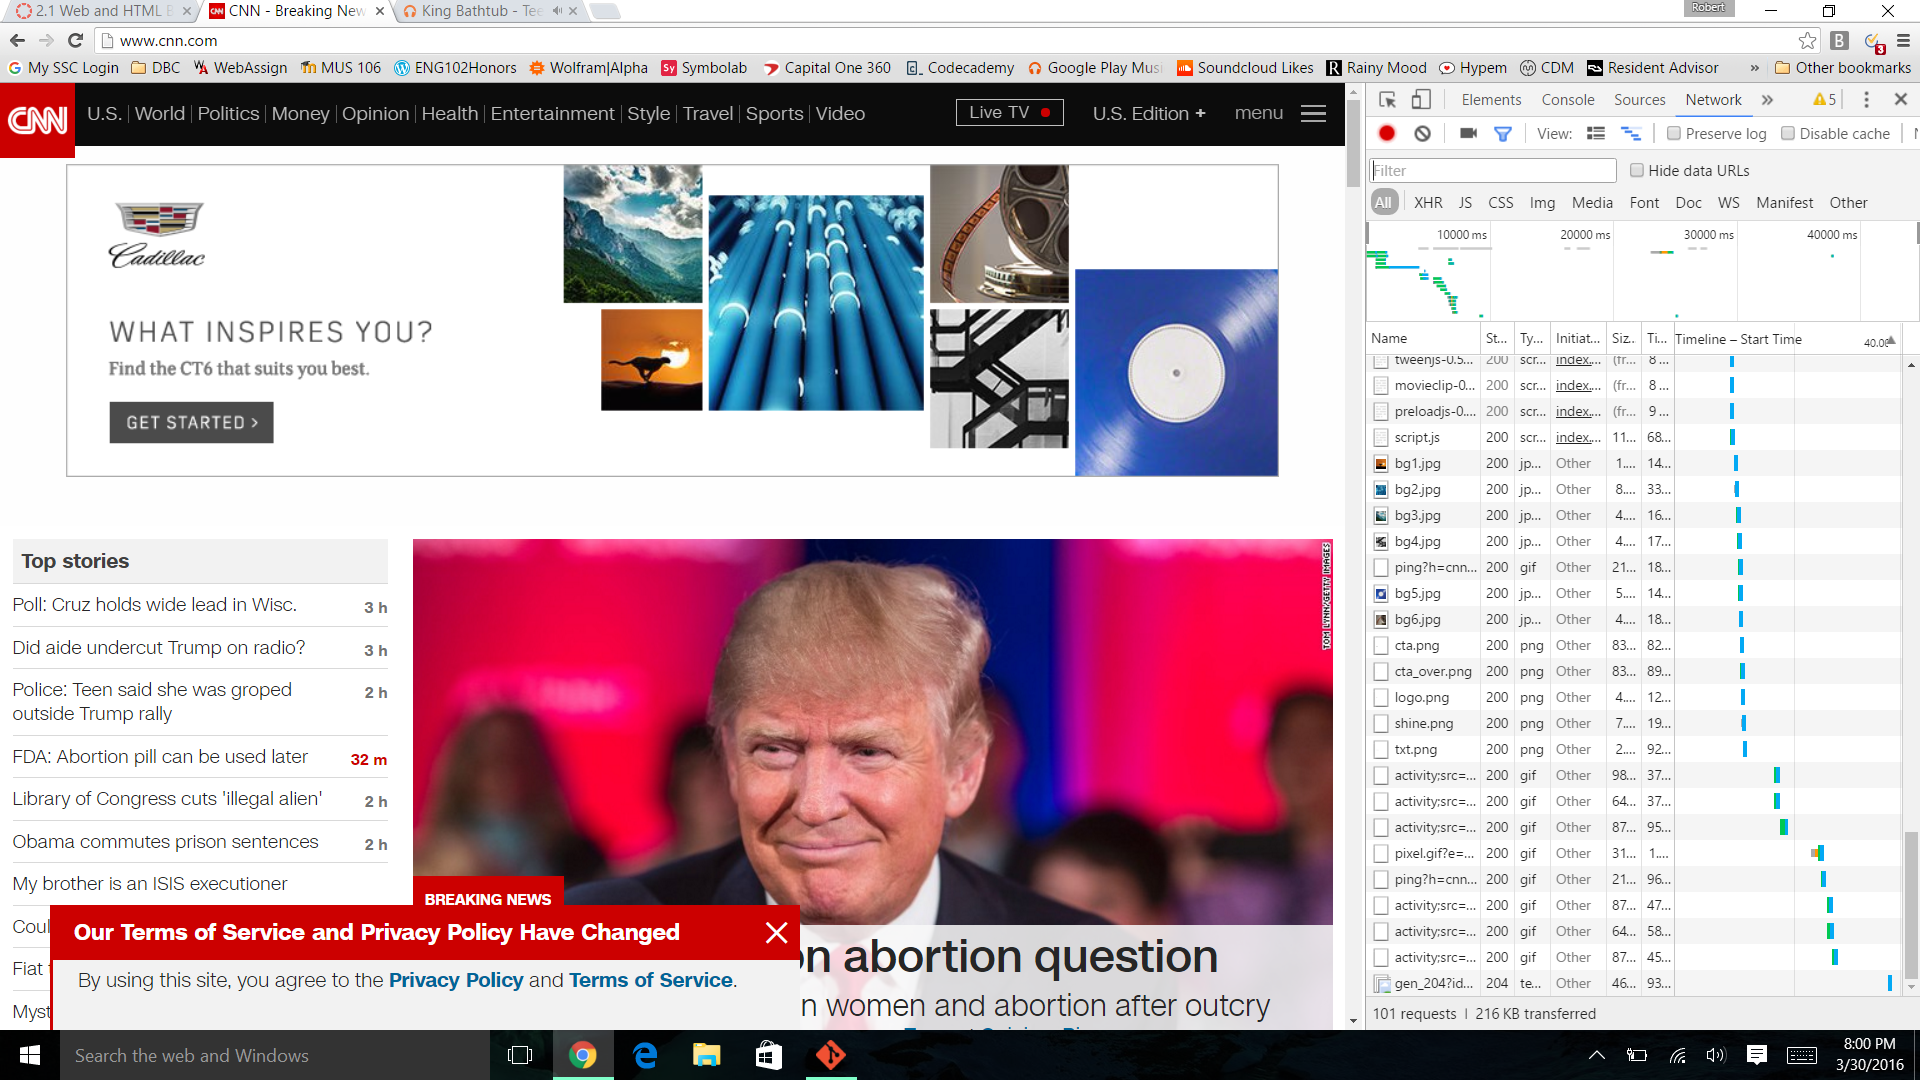 2.1 Web and HTML B
CNN - Breaking New
King Bathtub - Tee
Robert
www.cnn.com
B
3
My SSC Login
DBC
WebAssign
MUS 106
ENG102Honors
Wolfram|Alpha
Symbolab
Capital One 360
Codecademy
Google Play Musi
Soundcloud Likes
Rainy Mood
Hypem
CDM
Resident Advisor
»
Other bookmarks
CNN
U.S. World Politics Money Opinion Health Entertainment Style Travel Sports Video
Live TV
U.S. Edition +
menu
Cadillac
WHAT INSPIRES YOU?
Find the CT6 that suits you best.
GET STARTED >
Top stories
Poll: Cruz holds wide lead in Wisc. 3 h
Did aide undercut Trump on radio? 3 h
Police: Teen said she was groped 2 h
outside Trump rally
FDA: Abortion pill can be used later 32 m
Library of Congress cuts 'illegal alien' 2 h
Obama commutes prison sentences 2 h
My brother is an ISIS executioner
Coul
Fiat
Myst
TOM LYNN/GETTY IMAGES
BREAKING NEWS
on abortion question
n women and abortion after outcry
Our Terms of Service and Privacy Policy Have Changed
By using this site, you agree to the Privacy Policy and Terms of Service.
Elements Console Sources Network » 5
View: Preserve log Disable cache
Filter
Hide data URLs
All XHR JS CSS Img Media Font Doc WS Manifest Other
10000 ms 20000 ms 30000 ms 40000 ms
Name St... Ty... Initiat... Siz... Ti... Timeline – Start Time 40.00
tweenjs-0.5... 200 scr... index.... (fr... 8 ...
movieclip-0... 200 scr... index.... (fr... 8 ...
preloadjs-0.... 200 scr... index.... (fr... 9 ...
script.js 200 scr... index.... 11... 68...
bg1.jpg 200 jp... Other 1.... 14...
bg2.jpg 200 jp... Other 8.... 33...
bg3.jpg 200 jp... Other 4.... 16...
bg4.jpg 200 jp... Other 4.... 17...
ping?h=cnn... 200 gif Other 21... 18...
bg5.jpg 200 jp... Other 5.... 14...
bg6.jpg 200 jp... Other 4.... 18...
cta.png 200 png Other 83... 82...
cta_over.png 200 png Other 83... 89...
logo.png 200 png Other 4.... 12...
shine.png 200 png Other 7.... 19...
txt.png 200 png Other 2.... 92...
activity;src=... 200 gif Other 98... 37...
activity;src=... 200 gif Other 64... 37...
activity;src=... 200 gif Other 87... 95...
pixel.gif?e=... 200 gif Other 31... 1....
ping?h=cnn... 200 gif Other 21... 96...
activity;src=... 200 gif Other 87... 47...
activity;src=... 200 gif Other 64... 58...
activity;src=... 200 gif Other 87... 45...
gen_204?id... 204 te... Other 46... 93...
101 requests | 216 KB transferred
Search the web and Windows
8:00 PM
3/30/2016